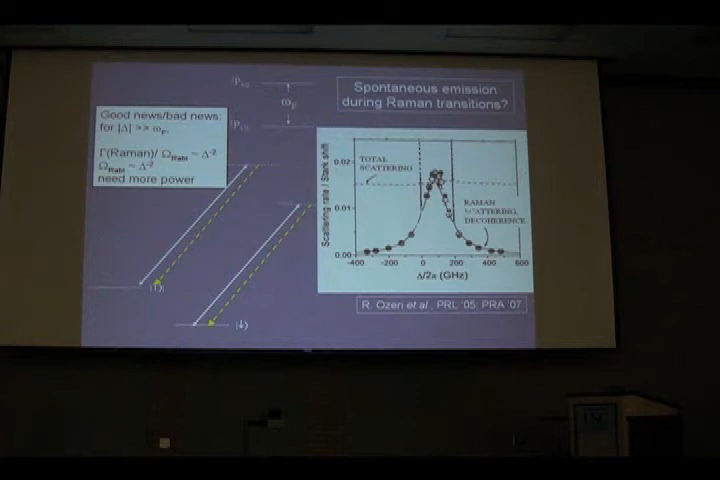 Spontaneous emission
during Raman transitions?
Good news/bad news:
for |Δ| >> ω_F,
Γ(Raman)/ Ω_Rabi ~ Δ⁻²
Ω_Rabi ~ Δ⁻²
need more power
ω_F
|↑⟩
|↓⟩
Scattering rate / Stark shift
0.02
0.01
0.00
TOTAL
SCATTERING
RAMAN
SCATTERING,
DECOHERENCE
-400 -200 0 200 400 600
Δ/2π (GHz)
R. Ozeri et al., PRL '05, PRA '07